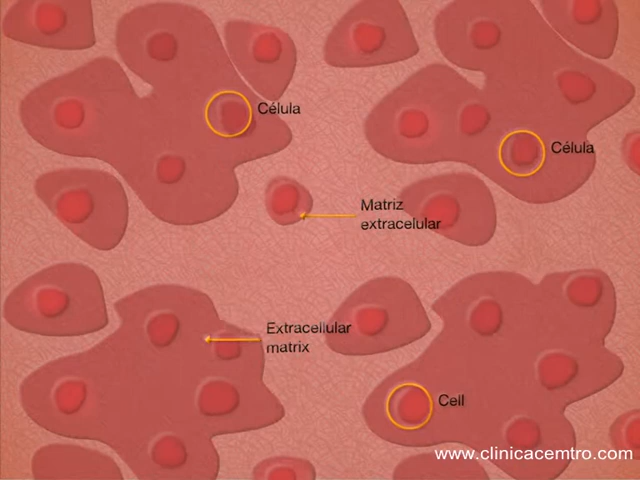 Célula
Célula
Matriz
extracelular
Extracellular
matrix
Cell
www.clinicacemtro.com